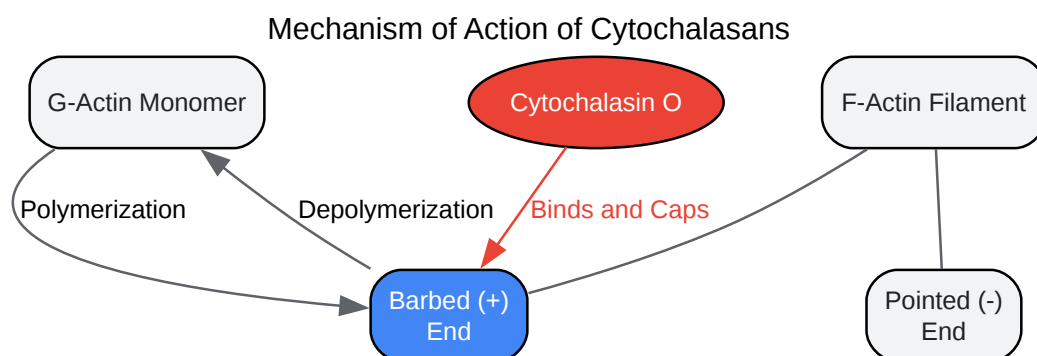 Mechanism of Action of Cytochalasans
G-Actin Monomer
Cytochalasin O
F-Actin Filament
Polymerization
Depolymerization
Binds and Caps
Barbed (+)
End
Pointed (-)
End